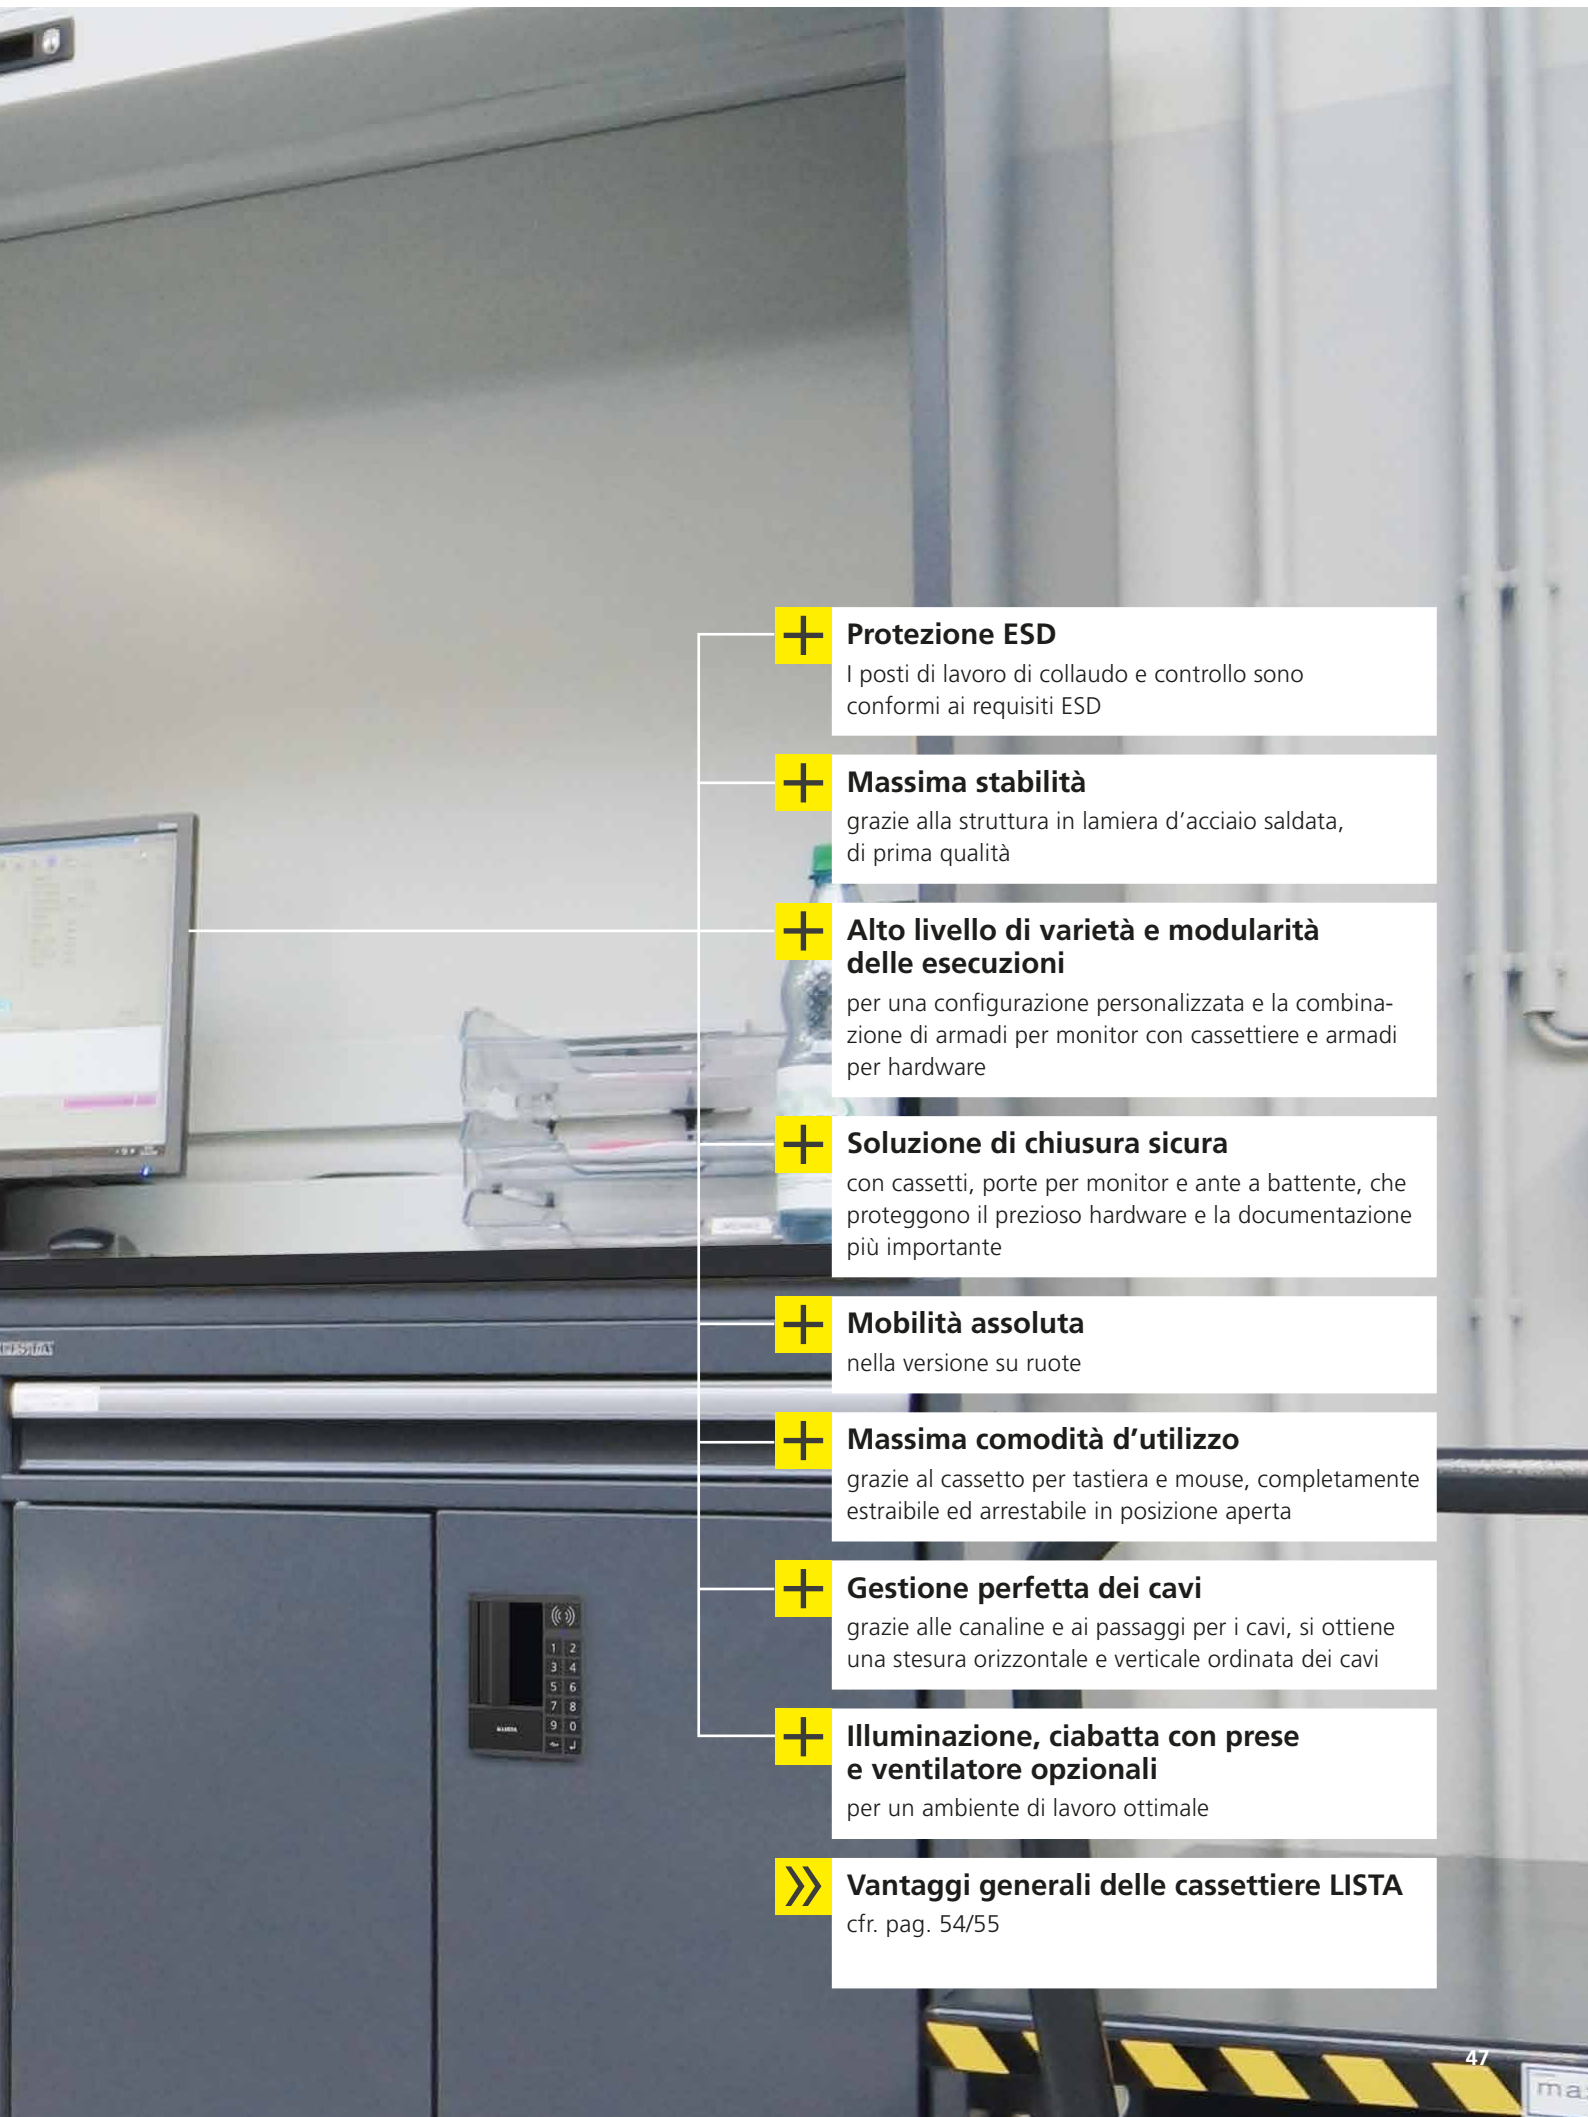 Protezione ESD
I posti di lavoro di collaudo e controllo sono
conformi ai requisiti ESD
Massima stabilità
grazie alla struttura in lamiera d’acciaio saldata,
di prima qualità
Alto livello di varietà e modularità
delle esecuzioni
per una configurazione personalizzata e la combina-
zione di armadi per monitor con cassettiere e armadi
per hardware
Soluzione di chiusura sicura
con cassetti, porte per monitor e ante a battente, che
proteggono il prezioso hardware e la documentazione
più importante
LISTA
Mobilità assoluta
nella versione su ruote
Massima comodità d’utilizzo
grazie al cassetto per tastiera e mouse, completamente
estraibile ed arrestabile in posizione aperta
Gestione perfetta dei cavi
grazie alle canaline e ai passaggi per i cavi, si ottiene
una stesura orizzontale e verticale ordinata dei cavi
1 2
3 4
5 6
7 8
9 0
Illuminazione, ciabatta con prese
e ventilatore opzionali
per un ambiente di lavoro ottimale
Vantaggi generali delle cassettiere LISTA
cfr. pag. 54/55
47